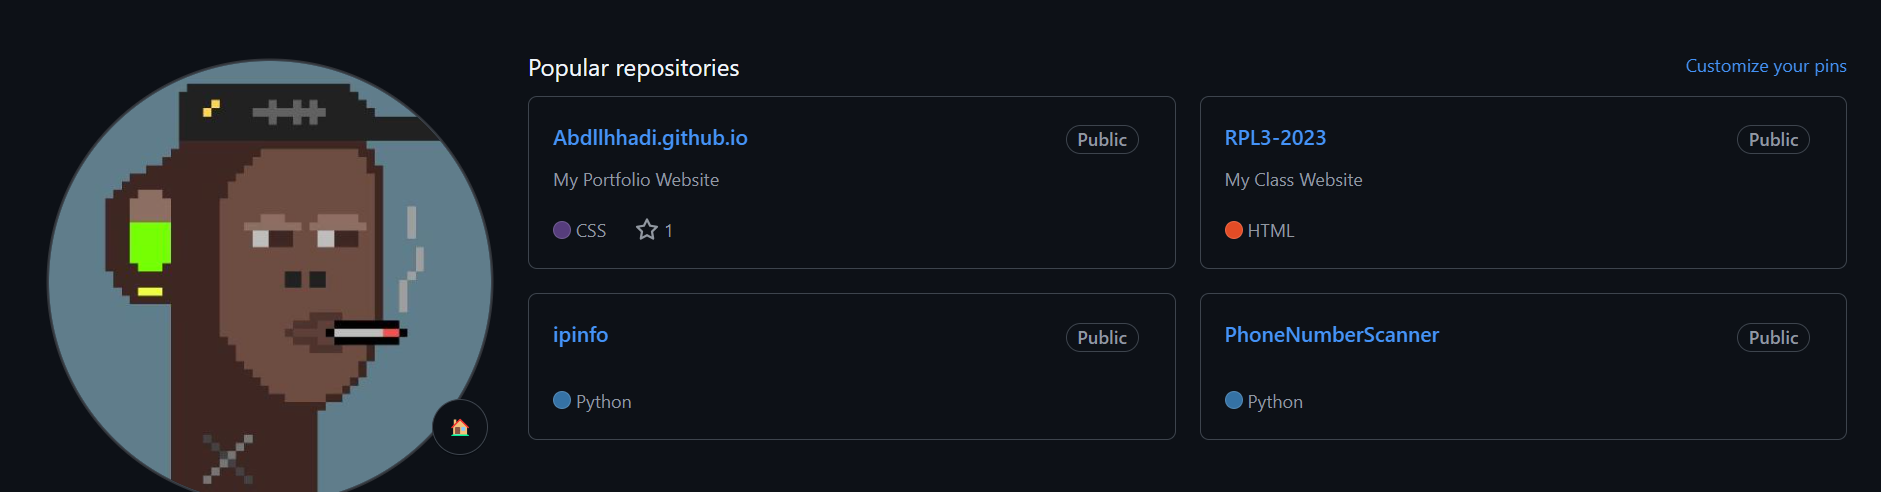 Popular repositories
Customize your pins
Abdllhhadi.github.io
Public
My Portfolio Website
CSS
1
RPL3-2023
Public
My Class Website
HTML
ipinfo
Public
Python
PhoneNumberScanner
Public
Python